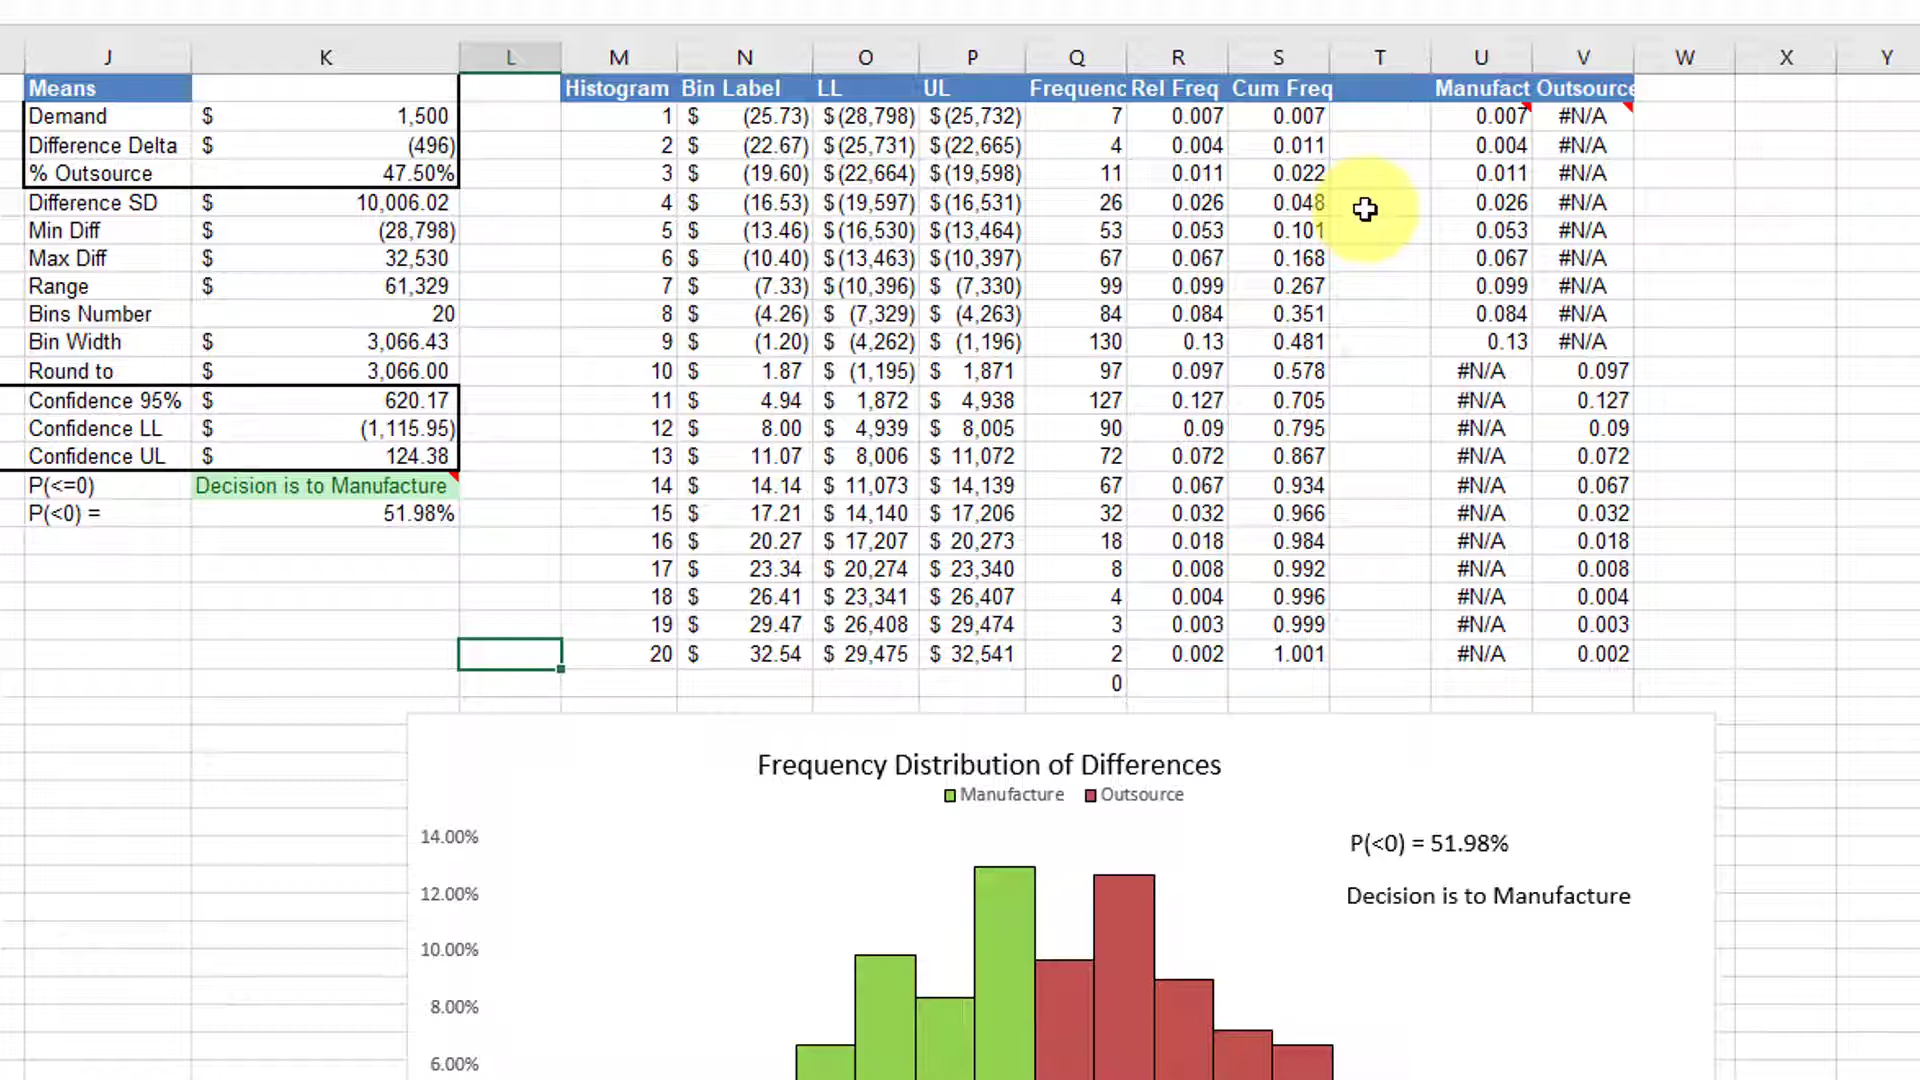 J K L M N O P Q R S T U V W X Y
Means Histogram Bin Label LL UL Frequenc Rel Freq Cum Freq Manufact Outsource
Demand $ 1,500 1 $ (25.73) $ (28,798) $ (25,732) 7 0.007 0.007 0.007 #N/A
Difference Delta $ (496) 2 $ (22.67) $ (25,731) $ (22,665) 4 0.004 0.011 0.004 #N/A
% Outsource 47.50% 3 $ (19.60) $ (22,664) $ (19,598) 11 0.011 0.022 0.011 #N/A
Difference SD $ 10,006.02 4 $ (16.53) $ (19,597) $ (16,531) 26 0.026 0.048 0.026 #N/A
Min Diff $ (28,798) 5 $ (13.46) $ (16,530) $ (13,464) 53 0.053 0.101 0.053 #N/A
Max Diff $ 32,530 6 $ (10.40) $ (13,463) $ (10,397) 67 0.067 0.168 0.067 #N/A
Range $ 61,329 7 $ (7.33) $ (10,396) $ (7,330) 99 0.099 0.267 0.099 #N/A
Bins Number 20 8 $ (4.26) $ (7,329) $ (4,263) 84 0.084 0.351 0.084 #N/A
Bin Width $ 3,066.43 9 $ (1.20) $ (4,262) $ (1,196) 130 0.13 0.481 0.13 #N/A
Round to $ 3,066.00 10 $ 1.87 $ (1,195) $ 1,871 97 0.097 0.578 #N/A 0.097
Confidence 95% $ 620.17 11 $ 4.94 $ 1,872 $ 4,938 127 0.127 0.705 #N/A 0.127
Confidence LL $ (1,115.95) 12 $ 8.00 $ 4,939 $ 8,005 90 0.09 0.795 #N/A 0.09
Confidence UL $ 124.38 13 $ 11.07 $ 8,006 $ 11,072 72 0.072 0.867 #N/A 0.072
P(<=0) Decision is to Manufacture 14 $ 14.14 $ 11,073 $ 14,139 67 0.067 0.934 #N/A 0.067
P(<0) = 51.98% 15 $ 17.21 $ 14,140 $ 17,206 32 0.032 0.966 #N/A 0.032
16 $ 20.27 $ 17,207 $ 20,273 18 0.018 0.984 #N/A 0.018
17 $ 23.34 $ 20,274 $ 23,340 8 0.008 0.992 #N/A 0.008
18 $ 26.41 $ 23,341 $ 26,407 4 0.004 0.996 #N/A 0.004
19 $ 29.47 $ 26,408 $ 29,474 3 0.003 0.999 #N/A 0.003
20 $ 32.54 $ 29,475 $ 32,541 2 0.002 1.001 #N/A 0.002
0
Frequency Distribution of Differences
Manufacture Outsource
14.00%
P(<0) = 51.98%
12.00%
Decision is to Manufacture
10.00%
8.00%
6.00%